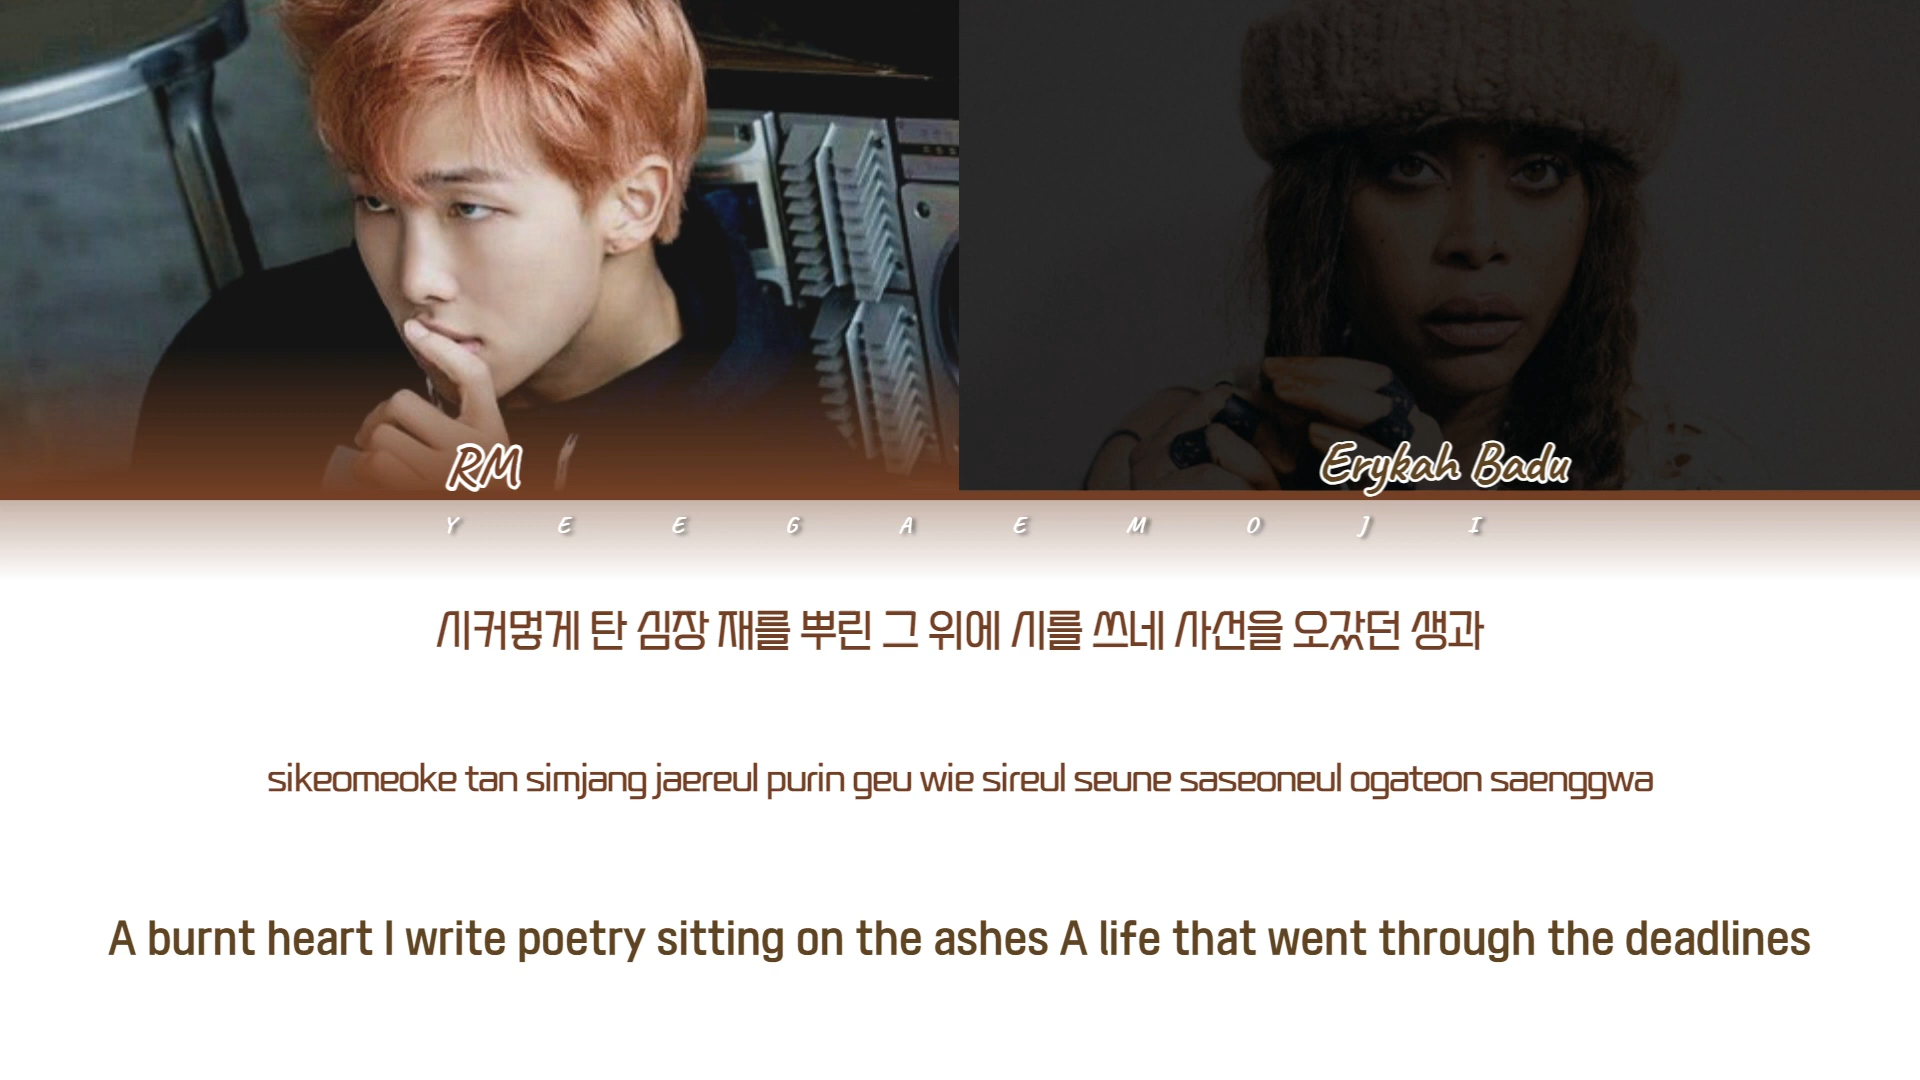 RM
Erykah Badu
YEEGAEMOJI
시커멓게 탄 심장 재를 뿌린 그 위에 시를 쓰네 사선을 오갔던 생과
sikeomeoke tan simjang jaereul purin geu wie sireul seune saseoneul ogateon saenggwa
A burnt heart I write poetry sitting on the ashes A life that went through the deadlines